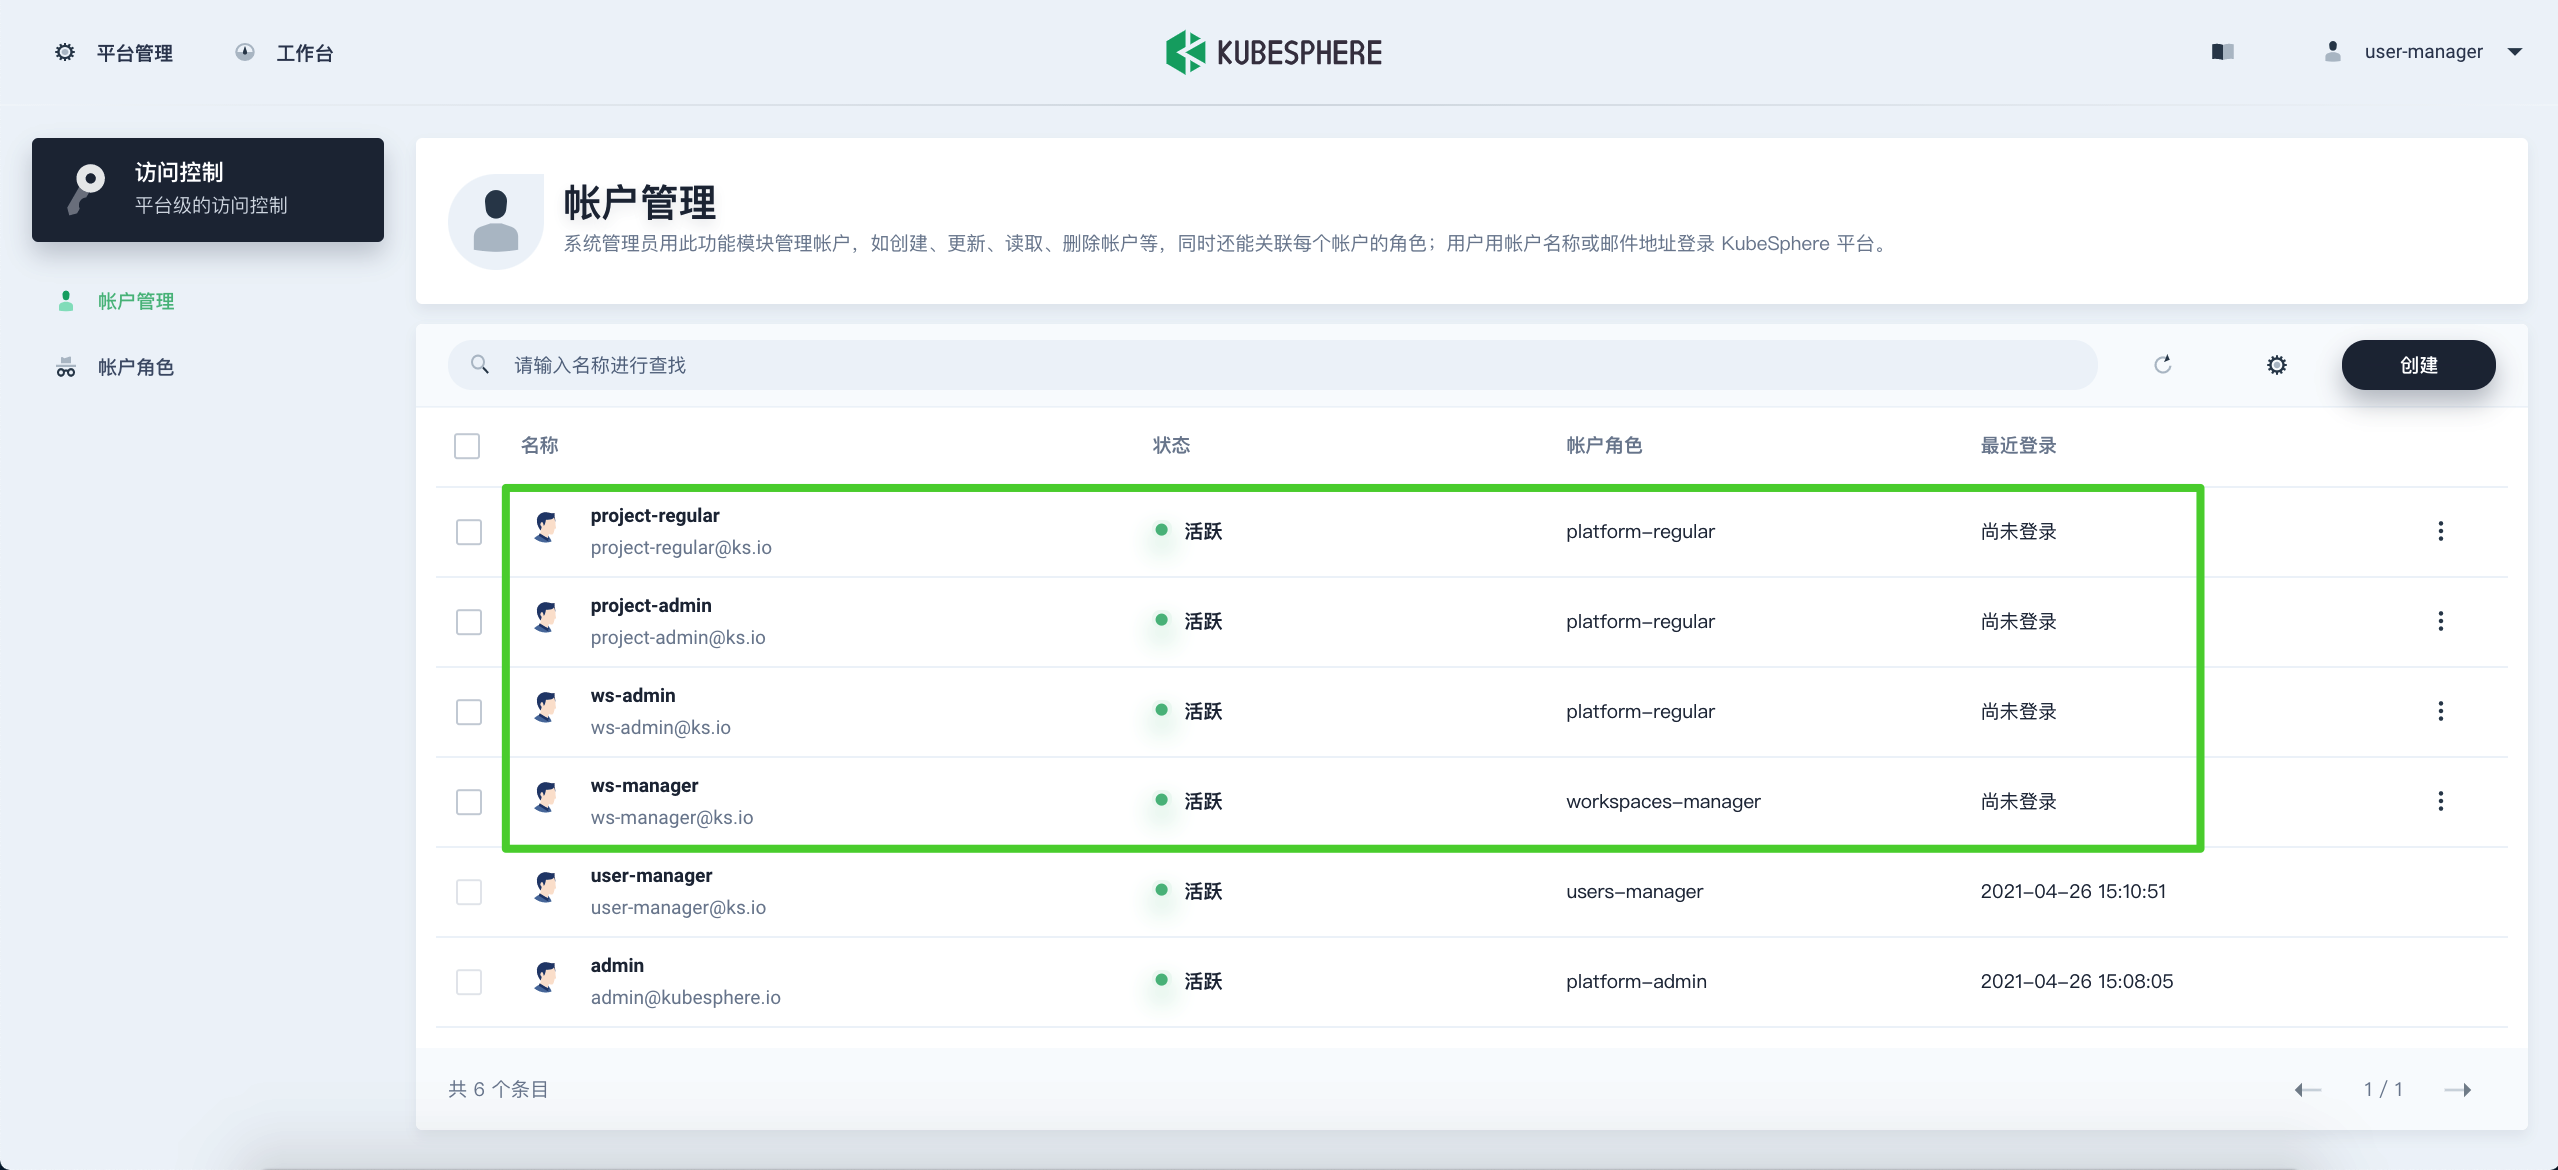 平台管理
工作台
KUBESPHERE
user-manager
访问控制
平台级的访问控制
帐户管理
帐户角色
帐户管理
系统管理员用此功能模块管理帐户，如创建、更新、读取、删除帐户等，同时还能关联每个帐户的角色；用户用帐户名称或邮件地址登录 KubeSphere 平台。
请输入名称进行查找
创建
名称 状态 帐户角色 最近登录
project-regular
project-regular@ks.io
活跃 platform-regular 尚未登录
project-admin
project-admin@ks.io
活跃 platform-regular 尚未登录
ws-admin
ws-admin@ks.io
活跃 platform-regular 尚未登录
ws-manager
ws-manager@ks.io
活跃 workspaces-manager 尚未登录
user-manager
user-manager@ks.io
活跃 users-manager 2021-04-26 15:10:51
admin
admin@kubesphere.io
活跃 platform-admin 2021-04-26 15:08:05
共 6 个条目
1 / 1